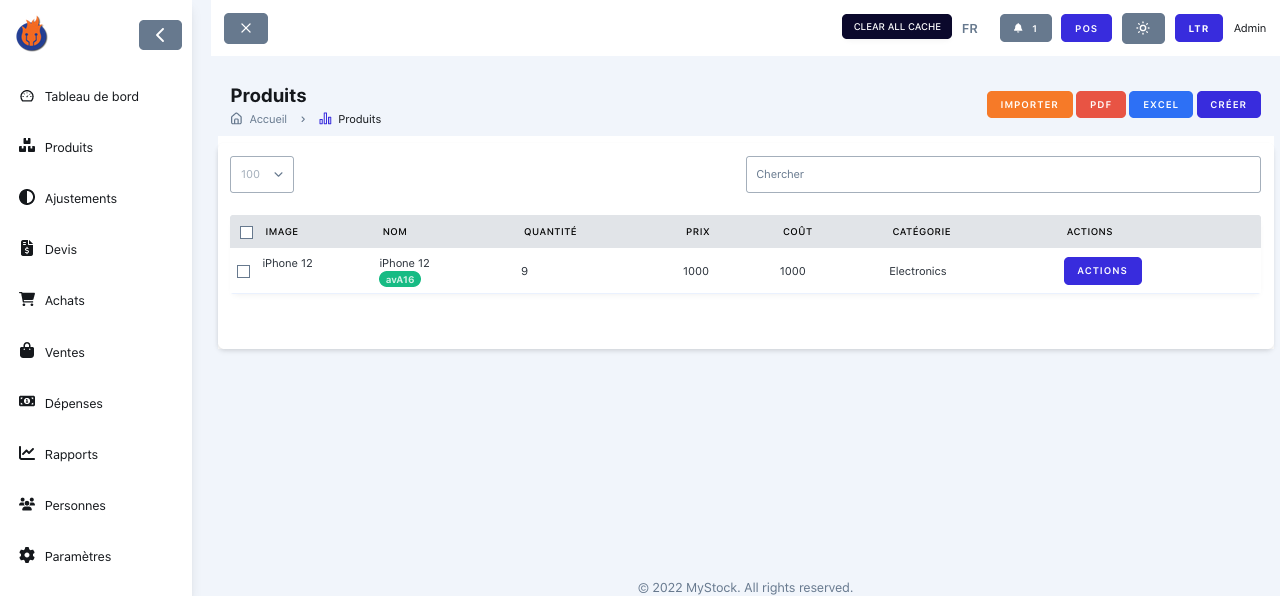 CLEAR ALL CACHE FR 1 POS LTR Admin
Tableau de bord
Produits
Ajustements
Devis
Achats
Ventes
Dépenses
Rapports
Personnes
Paramètres
Produits
Accueil Produits
IMPORTER PDF EXCEL CRÉER
100 Chercher
IMAGE NOM QUANTITÉ PRIX COÛT CATÉGORIE ACTIONS
iPhone 12 iPhone 12 9 1000 1000 Electronics ACTIONS
avA16
© 2022 MyStock. All rights reserved.